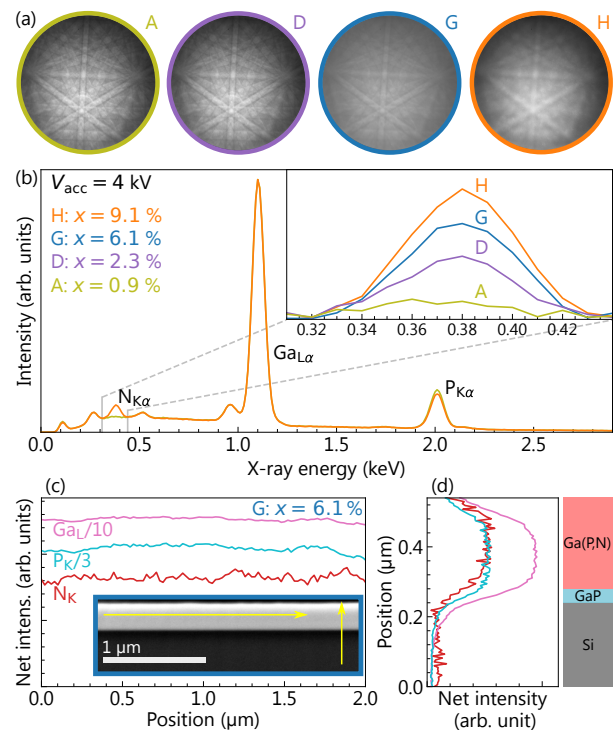 (a)
A
D
G
H
(b)
V_acc = 4 kV
H: x = 9.1 %
G: x = 6.1 %
D: x = 2.3 %
A: x = 0.9 %
H
G
D
A
0.32 0.34 0.36 0.38 0.40 0.42
N_Kα
Ga_Lα
P_Kα
Intensity (arb. units)
0.0 0.5 1.0 1.5 2.0 2.5
X-ray energy (keV)
(c)
G: x = 6.1 %
Ga_L/10
P_K/3
N_K
1 μm
Net intens. (arb. units)
0.0 0.5 1.0 1.5 2.0
Position (μm)
(d)
Position (μm)
0.4
0.2
0.0
Net intensity
(arb. unit)
Ga(P,N)
GaP
Si